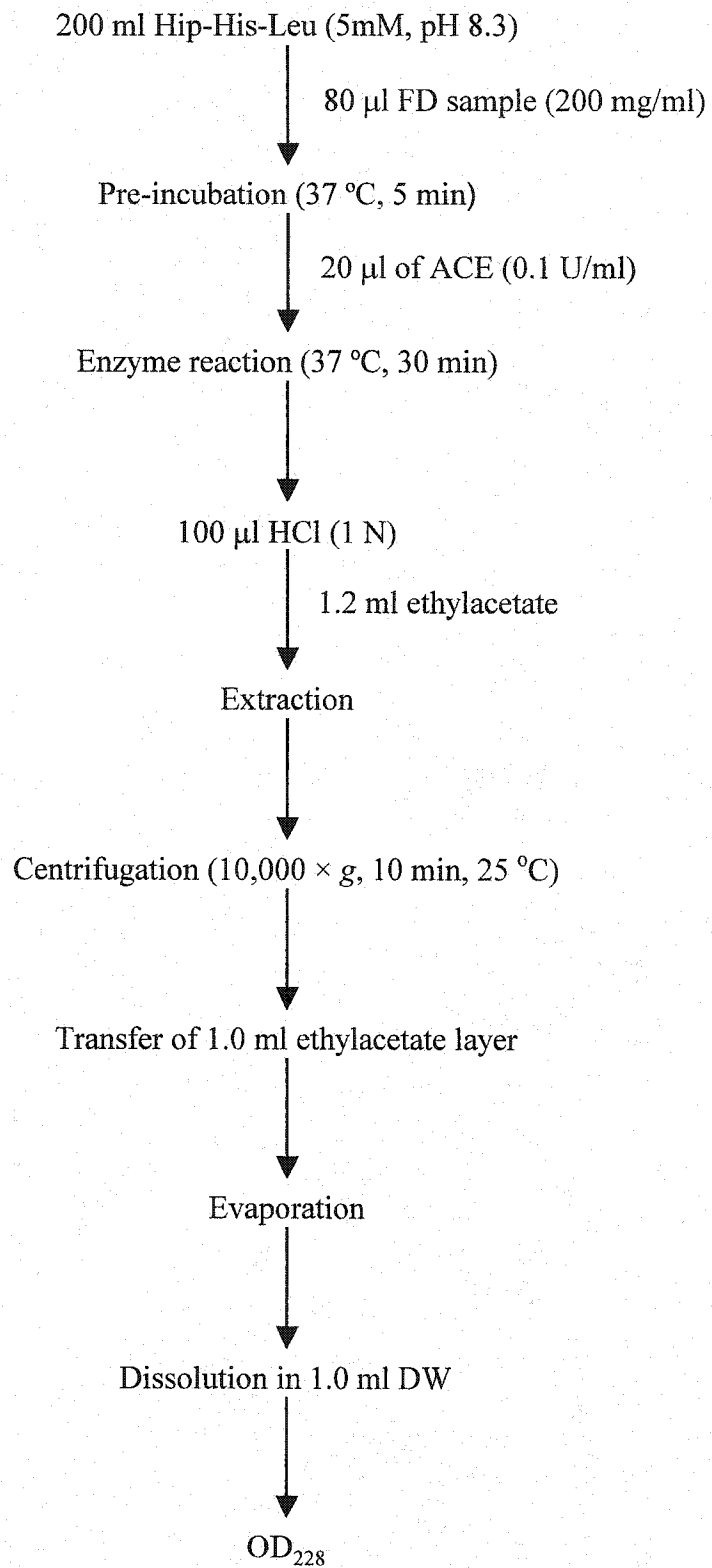 200 ml Hip-His-Leu (5mM, pH 8.3)
80 μl FD sample (200 mg/ml)
Pre-incubation (37 ºC, 5 min)
20 μl of ACE (0.1 U/ml)
Enzyme reaction (37 ºC, 30 min)
100 μl HCl (1 N)
1.2 ml ethylacetate
Extraction
Centrifugation (10,000 × g, 10 min, 25 ºC)
Transfer of 1.0 ml ethylacetate layer
Evaporation
Dissolution in 1.0 ml DW
OD₂₂₈